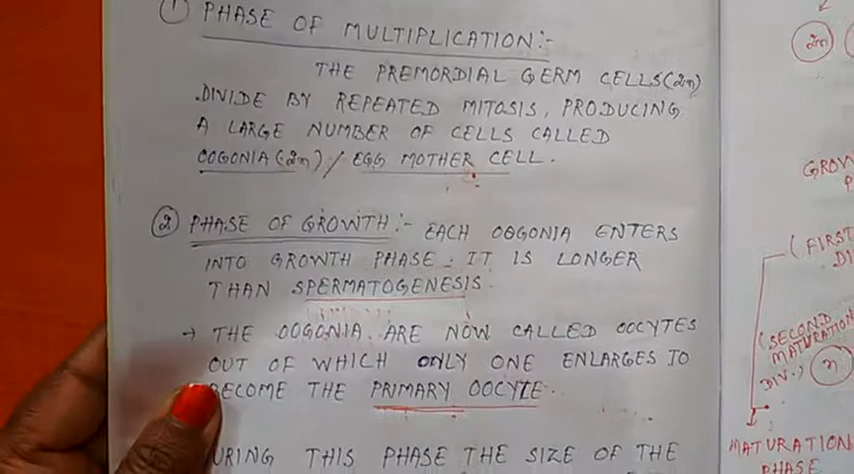 ① PHASE OF MULTIPLICATION :-
THE PREMORDIAL GERM CELLS (2n)
DIVIDE BY REPEATED MITOSIS, PRODUCING
A LARGE NUMBER OF CELLS CALLED
OOGONIA (2n) / EGG MOTHER CELL.
② PHASE OF GROWTH :- EACH OOGONIA ENTERS
INTO GROWTH PHASE. IT IS LONGER
THAN SPERMATOGENESIS.
→ THE OOGONIA ARE NOW CALLED OOCYTES
OUT OF WHICH ONLY ONE ENLARGES TO
BECOME THE PRIMARY OOCYTE.
URING THIS PHASE THE SIZE OF THE
2n
GROW
P
(FIRST
DI
(SECOND
MATURATION
DIV.)
n
MATURATION
PHASE